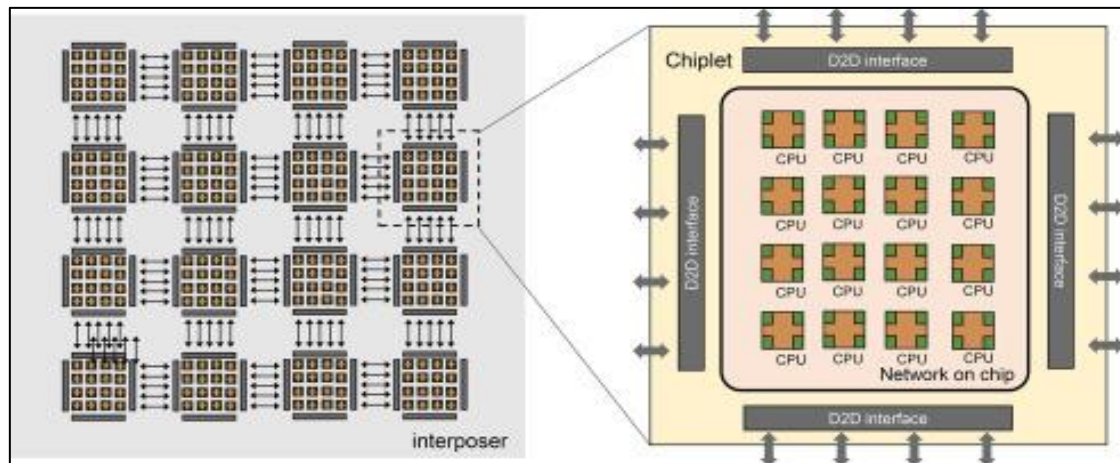 Chiplet
D2D interface
D2D interface
D2D interface
CPU CPU CPU CPU
CPU CPU CPU CPU
CPU CPU CPU CPU
CPU CPU CPU CPU
Network on chip
D2D interface
interposer